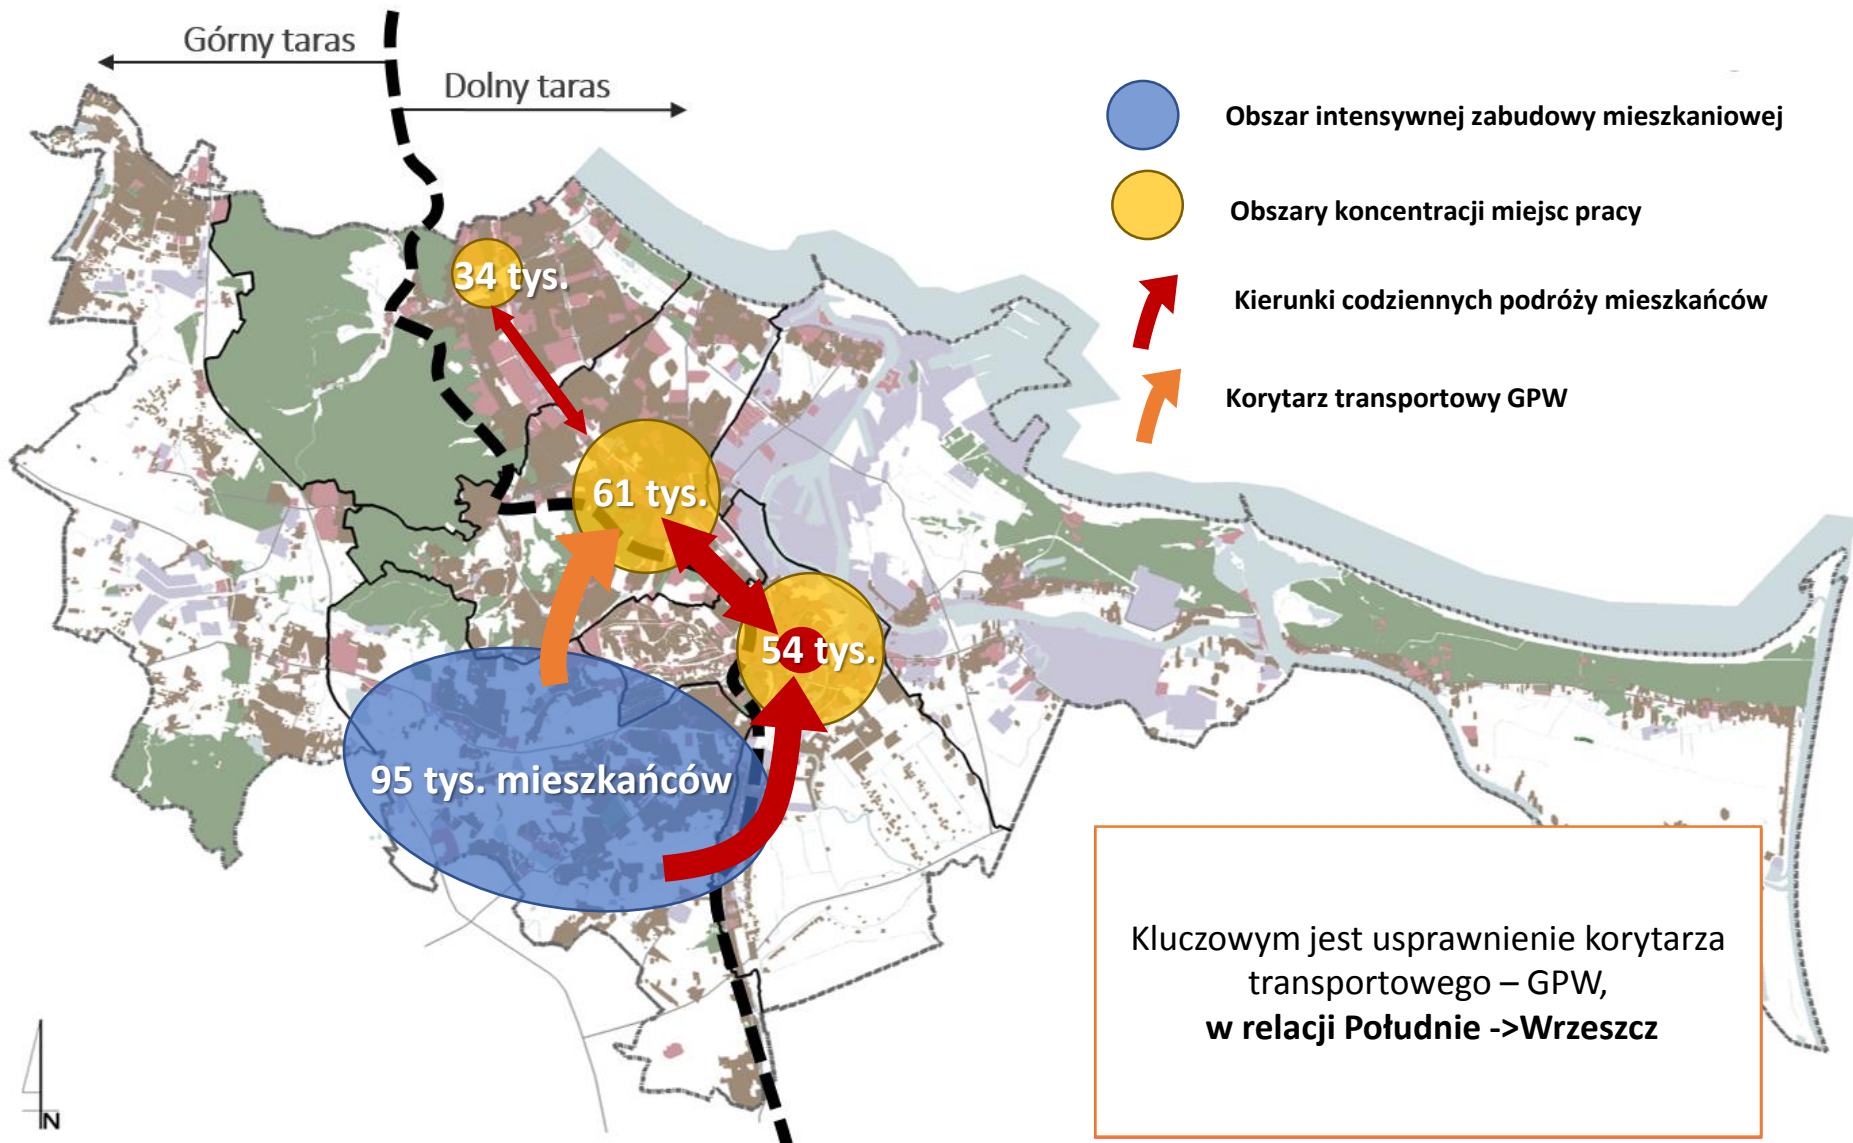 Górny taras
Dolny taras
Obszar intensywnej zabudowy mieszkaniowej
Obszary koncentracji miejsc pracy
Kierunki codziennych podróży mieszkańców
Korytarz transportowy GPW
34 tys.
61 tys.
54 tys.
95 tys. mieszkańców
Kluczowym jest usprawnienie korytarza
transportowego – GPW,
w relacji Południe ->Wrzeszcz
N